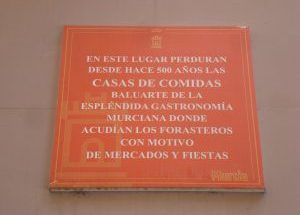 EN ESTE LUGAR PERDURAN
DESDE HACE 500 AÑOS LAS
CASAS DE COMIDAS
BALUARTE DE LA
ESPLÉNDIDA GASTRONOMÍA
MURCIANA DONDE
ACUDÍAN LOS FORASTEROS
CON MOTIVO
DE MERCADOS Y FIESTAS